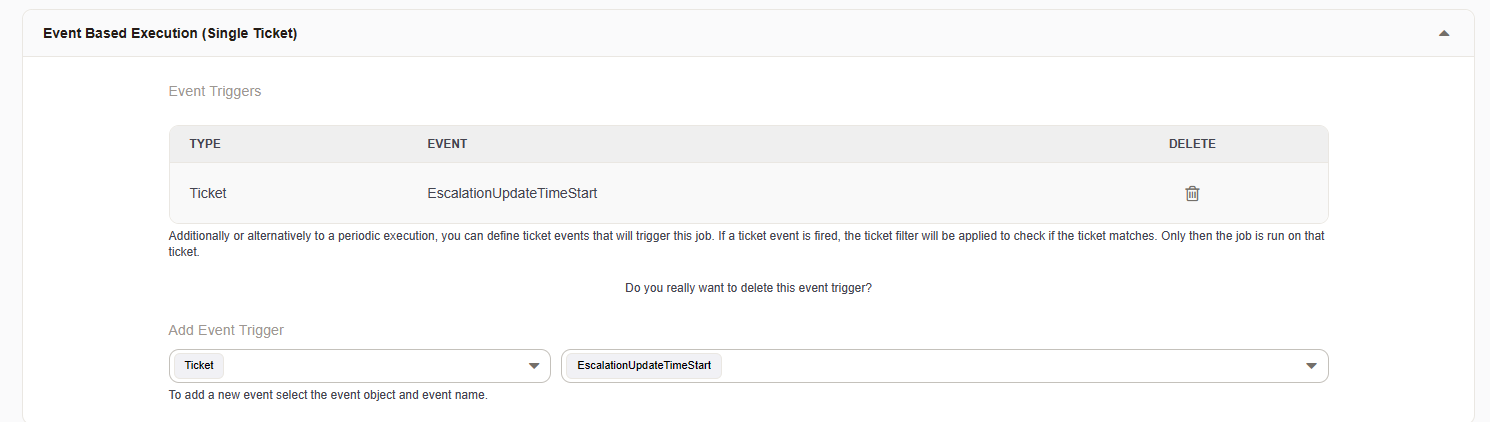 Event Based Execution (Single Ticket)
Event Triggers
TYPE EVENT DELETE
Ticket EscalationUpdateTimeStart
Additionally or alternatively to a periodic execution, you can define ticket events that will trigger this job. If a ticket event is fired, the ticket filter will be applied to check if the ticket matches. Only then the job is run on that
ticket.
Do you really want to delete this event trigger?
Add Event Trigger
Ticket EscalationUpdateTimeStart
To add a new event select the event object and event name.